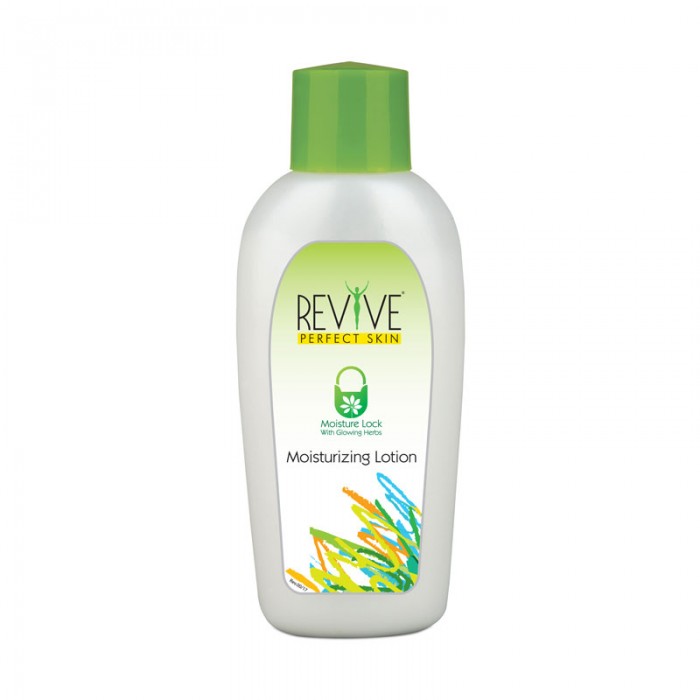 REVIVE
PERFECT SKIN
Moisture Lock
With Glowing Herbs
Moisturizing Lotion